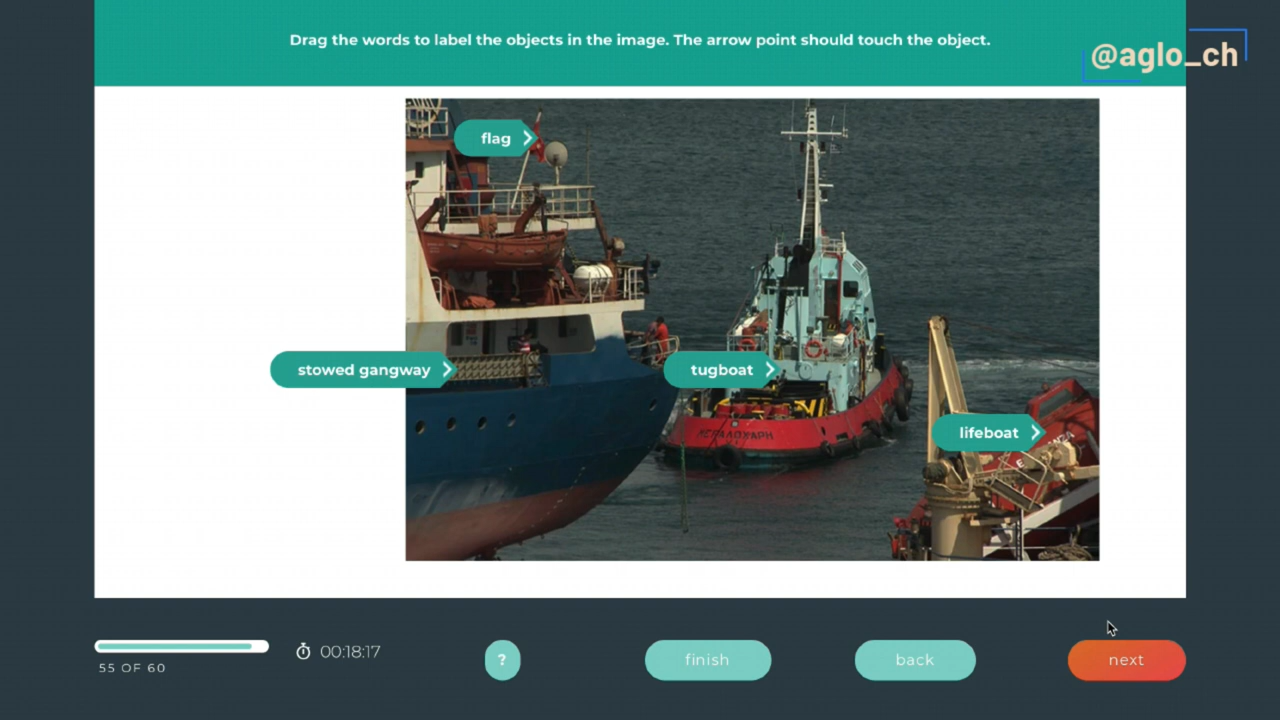 Drag the words to label the objects in the image. The arrow point should touch the object.
@aglo_ch
flag
stowed gangway
tugboat
lifeboat
55 OF 60
00:18:17
?
finish
back
next